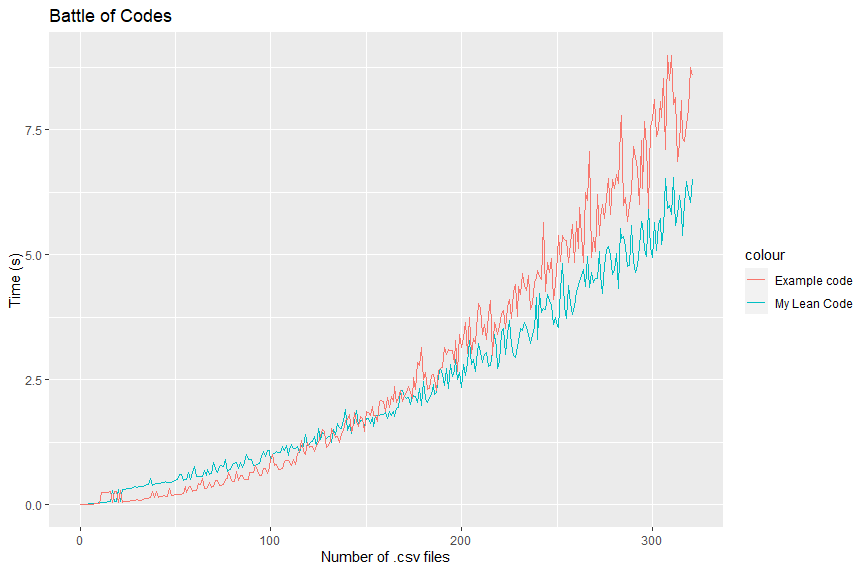 Battle of Codes
Time (s)
7.5
5.0
2.5
0.0
0
100
200
300
Number of .csv files
colour
Example code
My Lean Code